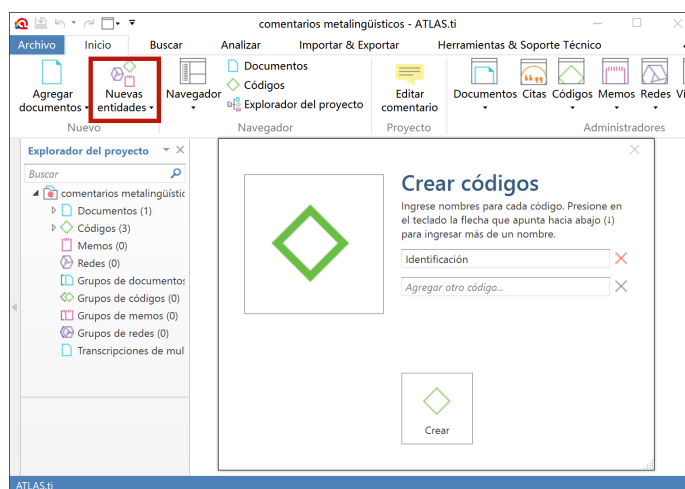 comentarios metalingüísticos - ATLAS.ti
Archivo Inicio Buscar Analizar Importar & Exportar Herramientas & Soporte Técnico
Agregar documentos
Nuevas entidades
Nuevo
Navegador
Documentos
Códigos
Explorador del proyecto
Navegador
Editar comentario
Proyecto
Documentos Citas Códigos Memos Redes Vi
Administradores
Explorador del proyecto
Buscar
comentarios metalingüístic
Documentos (1)
Códigos (3)
Memos (0)
Redes (0)
Grupos de documentos
Grupos de códigos (0)
Grupos de memos (0)
Grupos de redes (0)
Transcripciones de mul
Crear códigos
Ingrese nombres para cada código. Presione en
el teclado la flecha que apunta hacia abajo (↓)
para ingresar más de un nombre.
Identificación
Agregar otro código...
Crear
ATLAS.ti